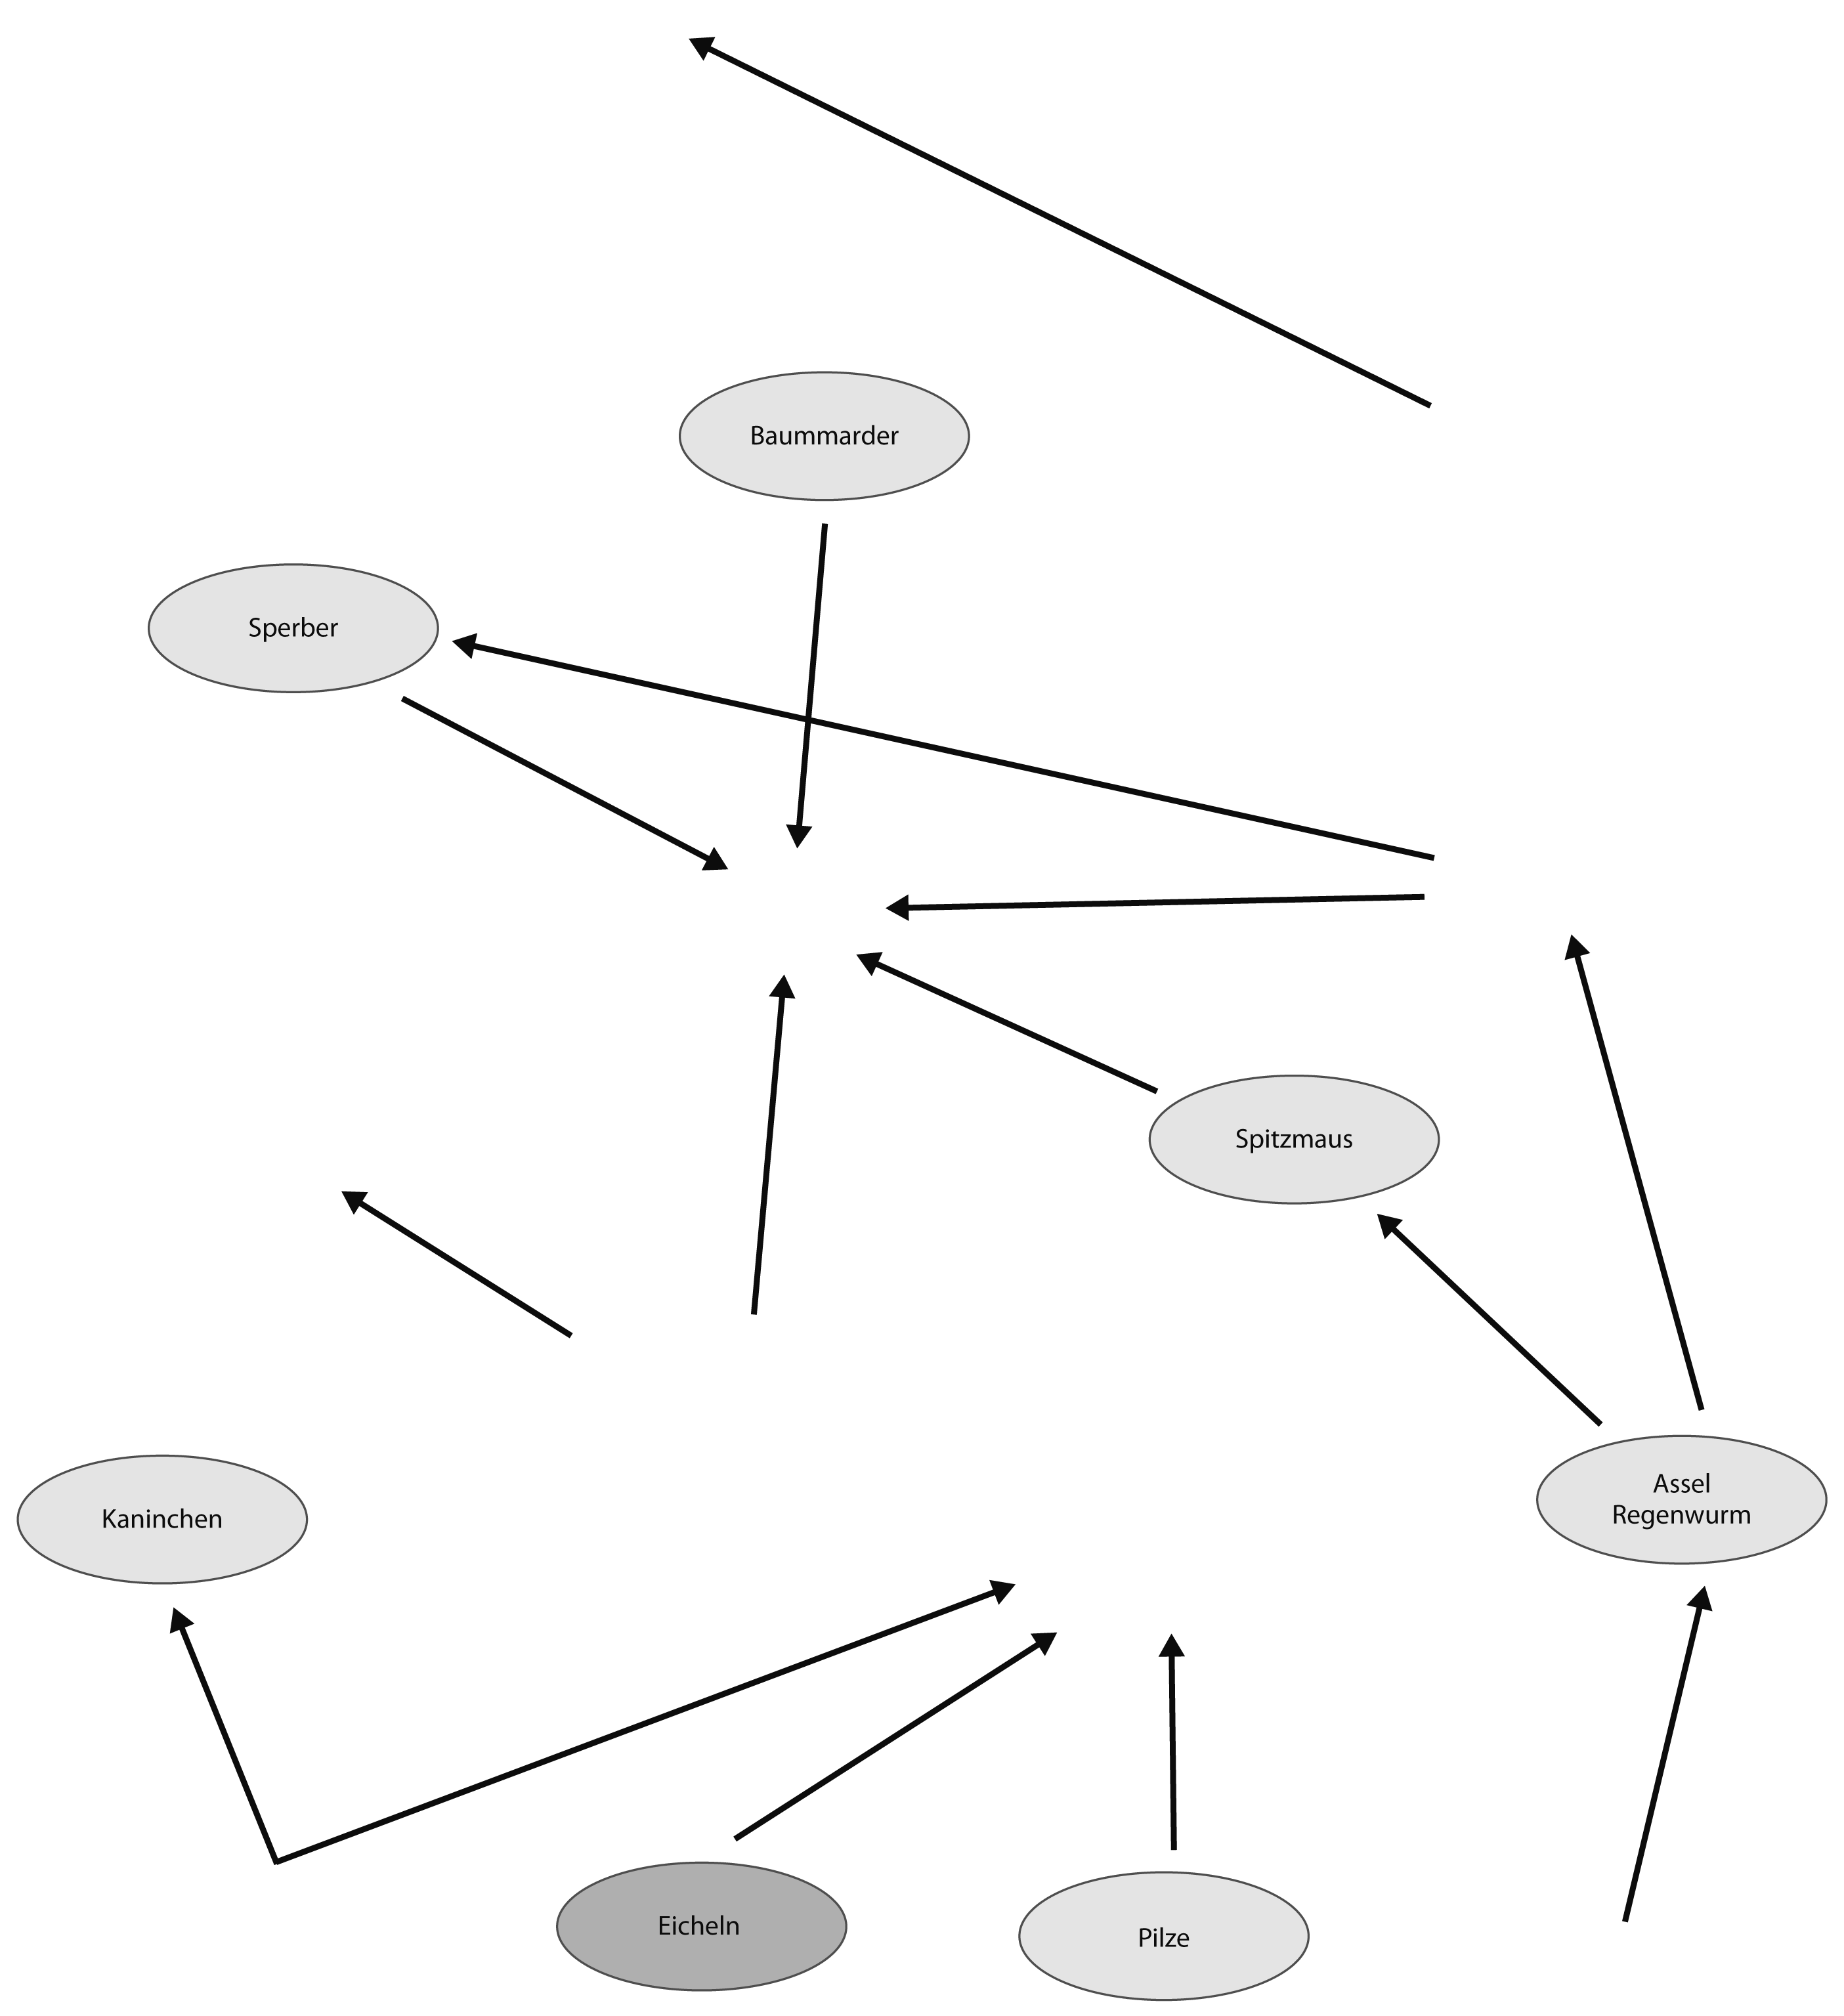 Baummarder
Sperber
Spitzmaus
Kaninchen
Assel
Regenwurm
Eicheln
Pilze